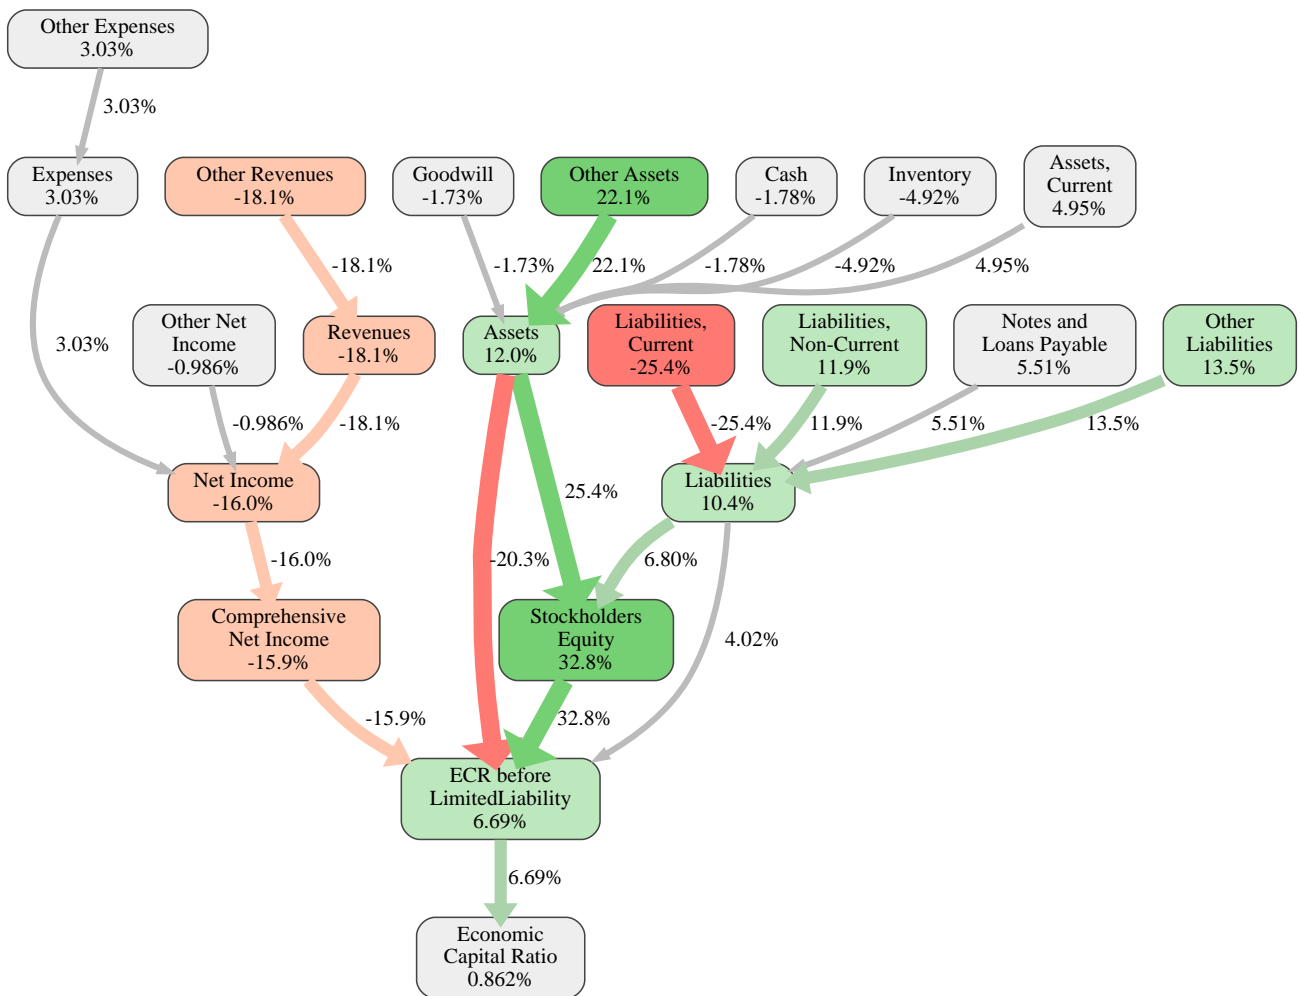 Other Expenses
3.03%
3.03%
Expenses
3.03%
Other Revenues
-18.1%
Goodwill
-1.73%
Other Assets
22.1%
Cash
-1.78%
Inventory
-4.92%
Assets,
Current
4.95%
-18.1%
-1.73%
22.1%
-1.78%
-4.92%
4.95%
3.03%
Other Net
Income
-0.986%
Revenues
-18.1%
Assets
12.0%
Liabilities,
Current
-25.4%
Liabilities,
Non-Current
11.9%
Notes and
Loans Payable
5.51%
Other
Liabilities
13.5%
-0.986%
-18.1%
-25.4%
11.9%
5.51%
13.5%
Net Income
-16.0%
25.4%
Liabilities
10.4%
-16.0%
-20.3%
6.80%
Comprehensive
Net Income
-15.9%
Stockholders
Equity
32.8%
4.02%
-15.9%
32.8%
ECR before
LimitedLiability
6.69%
6.69%
Economic
Capital Ratio
0.862%